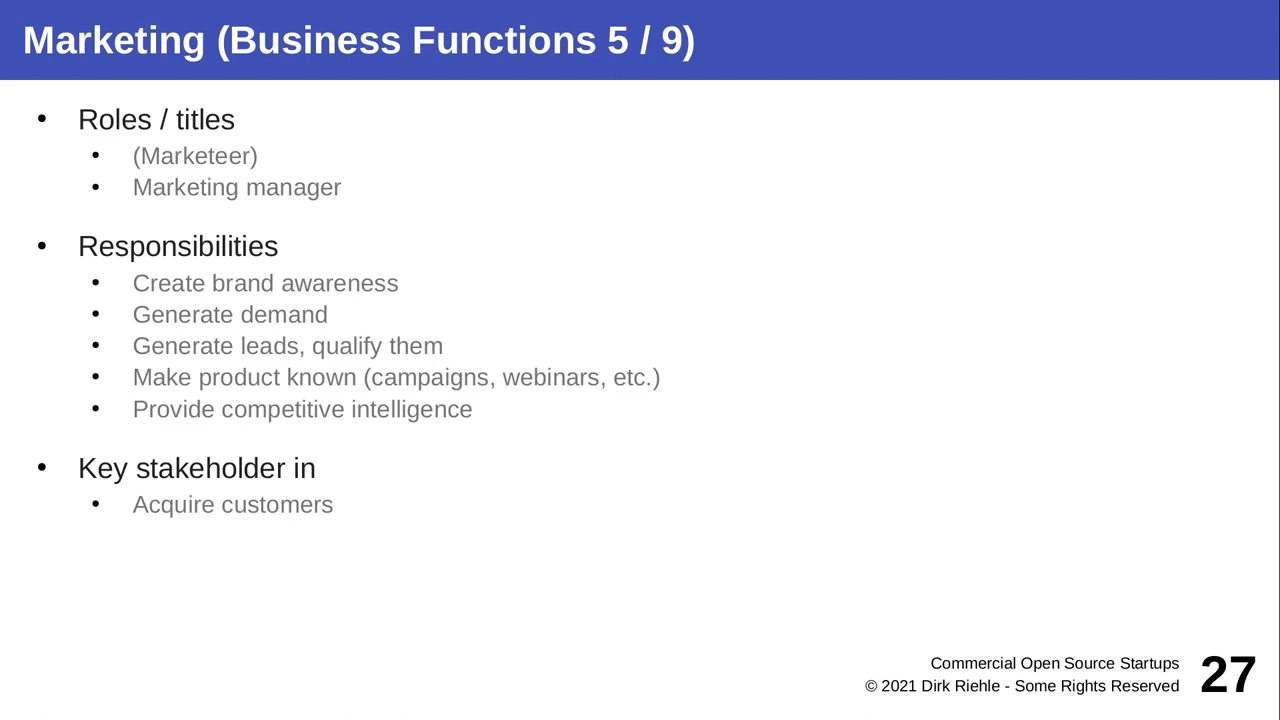 Marketing (Business Functions 5 / 9)
• Roles / titles
• (Marketeer)
• Marketing manager
• Responsibilities
• Create brand awareness
• Generate demand
• Generate leads, qualify them
• Make product known (campaigns, webinars, etc.)
• Provide competitive intelligence
• Key stakeholder in
• Acquire customers
Commercial Open Source Startups
© 2021 Dirk Riehle - Some Rights Reserved
27